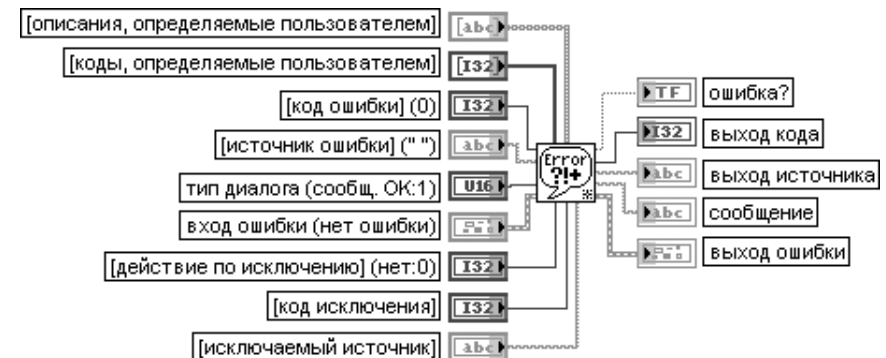 [описания, определяемые пользователем] [abc]
[коды, определяемые пользователем] [I32]
[код ошибки] (0) I32
[источник ошибки] (" ") abc
тип диалога (сообщ. ОК:1) U16
вход ошибки (нет ошибки)
[действие по исключению] (нет:0) I32
[код исключения] I32
[исключаемый источник] abc
Error
?!+
TF ошибка?
I32 выход кода
abc выход источника
abc сообщение
выход ошибки